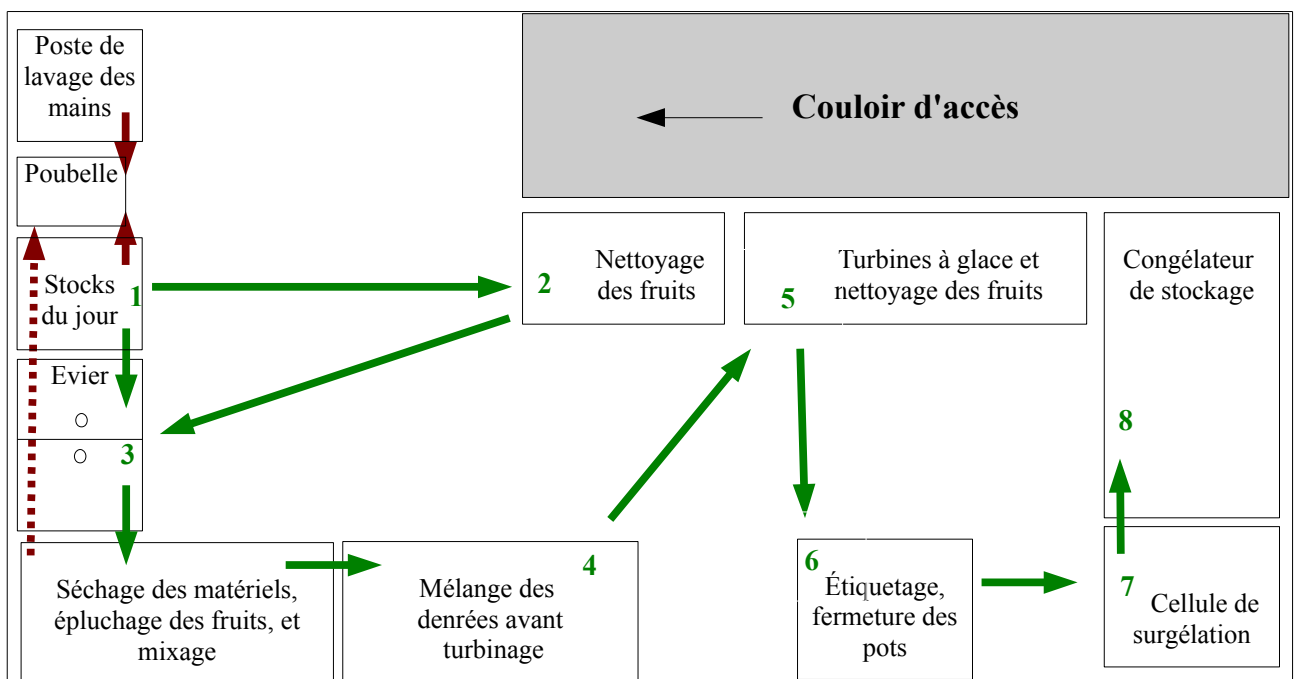 Poste de
lavage des
mains
Couloir d'accès
Poubelle
Stocks
du jour
1
2
Nettoyage
des fruits
Turbines à glace et
nettoyage des fruits
5
Congélateur
de stockage
Evier
3
8
Séchage des matériels,
épluchage des fruits, et
mixage
4
Mélange des
denrées avant
turbinage
6
Étiquetage,
fermeture des
pots
7
Cellule de
surgélation